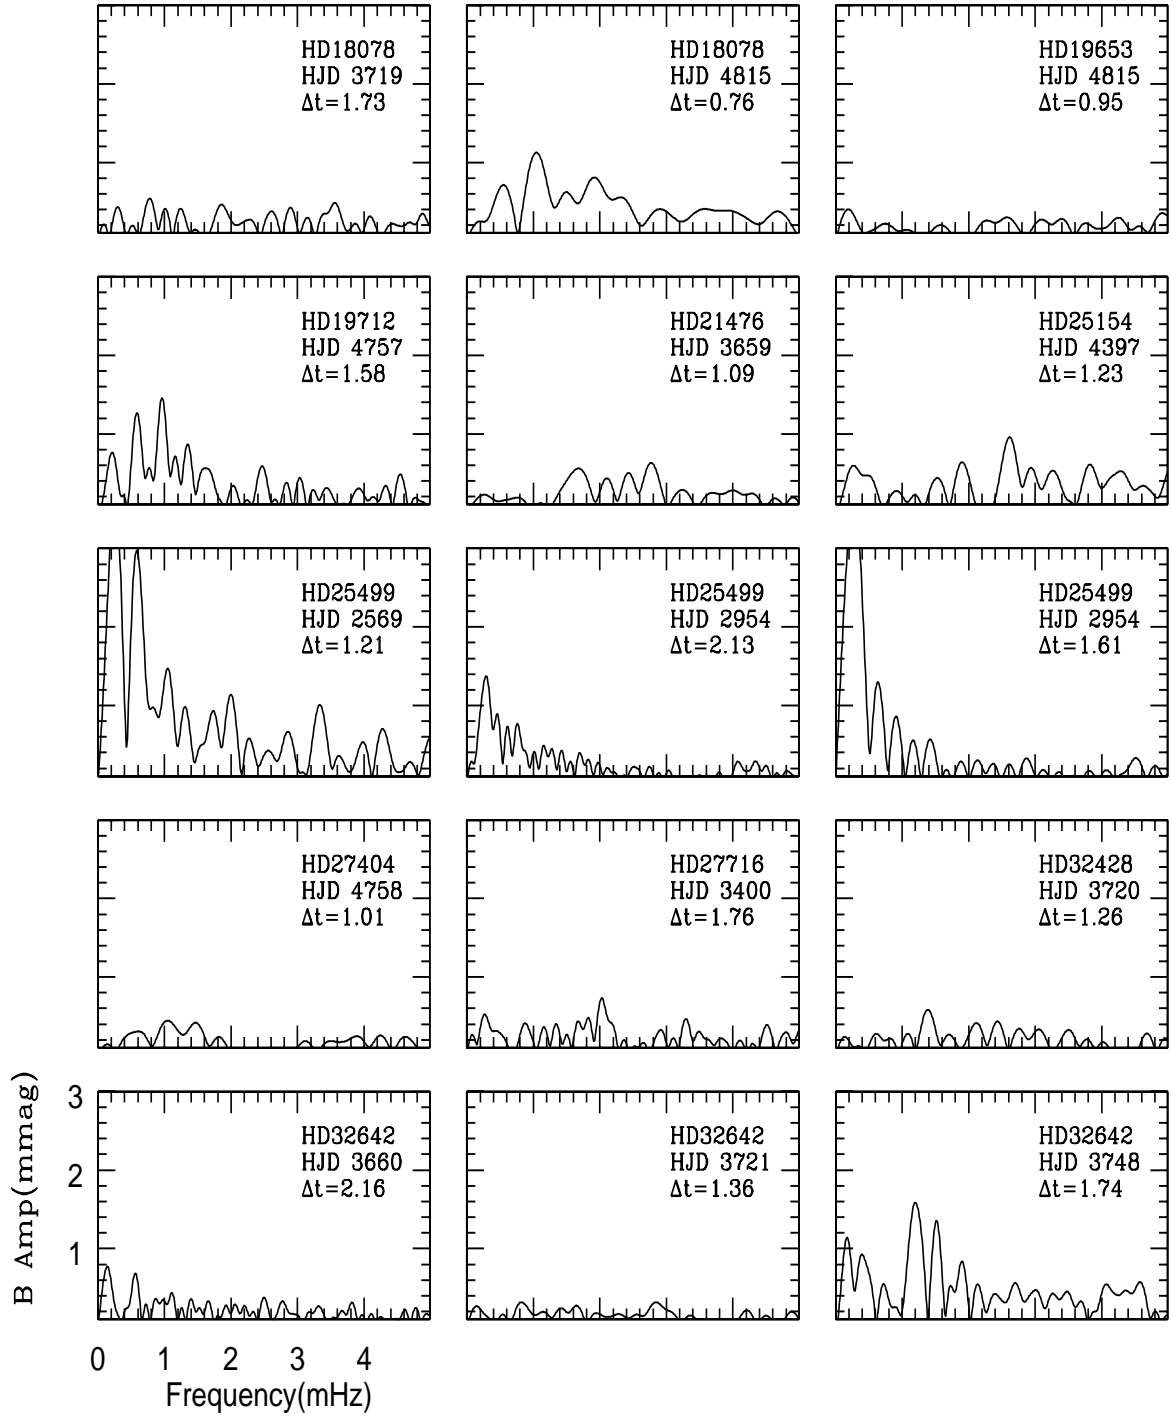 HD18078
HJD 3719
Δt=1.73
HD18078
HJD 4815
Δt=0.76
HD19653
HJD 4815
Δt=0.95
HD19712
HJD 4757
Δt=1.58
HD21476
HJD 3659
Δt=1.09
HD25154
HJD 4397
Δt=1.23
HD25499
HJD 2569
Δt=1.21
HD25499
HJD 2954
Δt=2.13
HD25499
HJD 2954
Δt=1.61
HD27404
HJD 4758
Δt=1.01
HD27716
HJD 3400
Δt=1.76
HD32428
HJD 3720
Δt=1.26
HD32642
HJD 3660
Δt=2.16
HD32642
HJD 3721
Δt=1.36
HD32642
HJD 3748
Δt=1.74
B Amp(mmag)
3
2
1
0 1 2 3 4
Frequency(mHz)